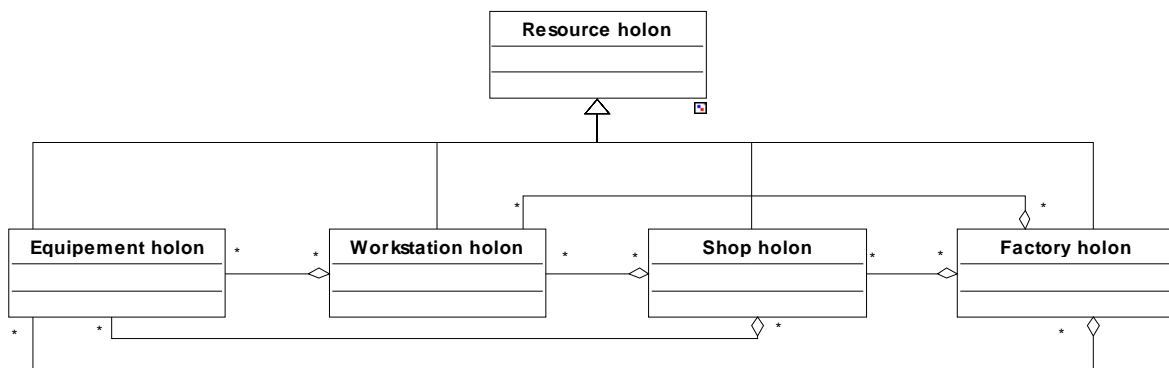 Resource holon
* *
Equipement holon * * Workstation holon * * Shop holon * * Factory holon
* * * *